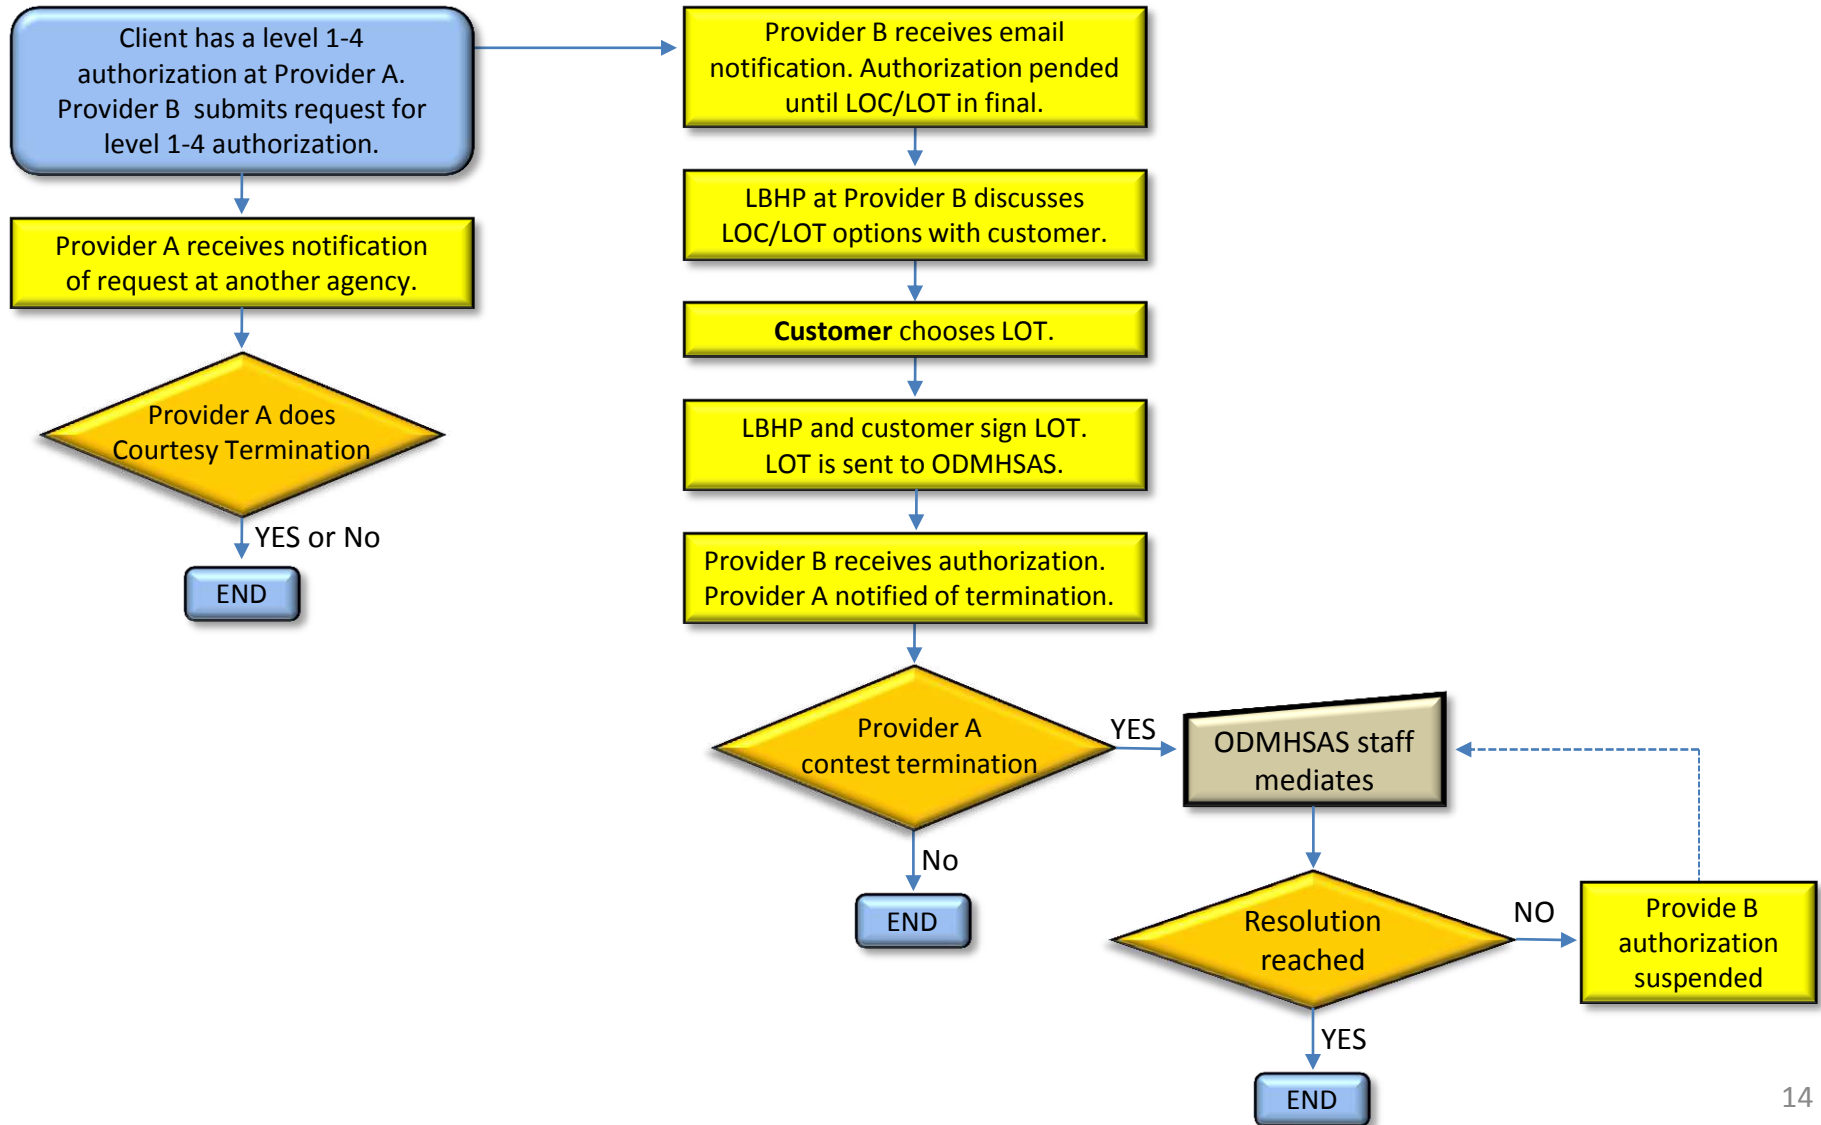 Client has a level 1-4
authorization at Provider A.
Provider B submits request for
level 1-4 authorization.
Provider A receives notification
of request at another agency.
Provider A does
Courtesy Termination
YES or No
END
Provider B receives email
notification. Authorization pended
until LOC/LOT in final.
LBHP at Provider B discusses
LOC/LOT options with customer.
Customer chooses LOT.
LBHP and customer sign LOT.
LOT is sent to ODMHSAS.
Provider B receives authorization.
Provider A notified of termination.
Provider A
contest termination
YES
No
END
ODMHSAS staff
mediates
Resolution
reached
NO
Provide B
authorization
suspended
YES
END
14